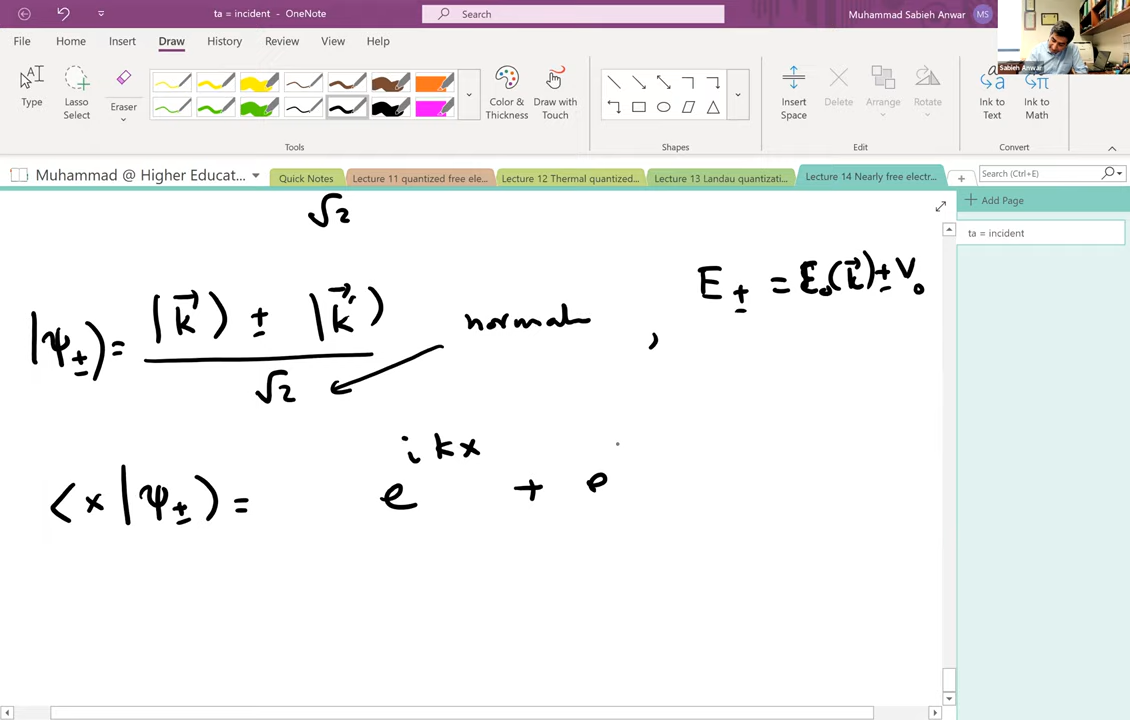 ta = incident - OneNote
Search
Muhammad Sabieh Anwar
MS
File Home Insert Draw History Review View Help
Sabieh Anwar
Type
Lasso Select
Eraser
Color & Thickness
Draw with Touch
Insert Space
Delete
Arrange
Rotate
Ink to Text
Ink to Math
Tools
Shapes
Edit
Convert
Muhammad @ Higher Educat...
Quick Notes
Lecture 11 quantized free ele...
Lecture 12 Thermal quantized...
Lecture 13 Landau quantizati...
Lecture 14 Nearly free electr...
Search (Ctrl+E)
Add Page
ta = incident
√2
E± = E₀(k⃗) ± V₀
|ψ±⟩ = (|k⃗⟩ ± |k⃗'⟩) / √2
normal ,
⟨x|ψ±⟩ = e^{ikx} + e